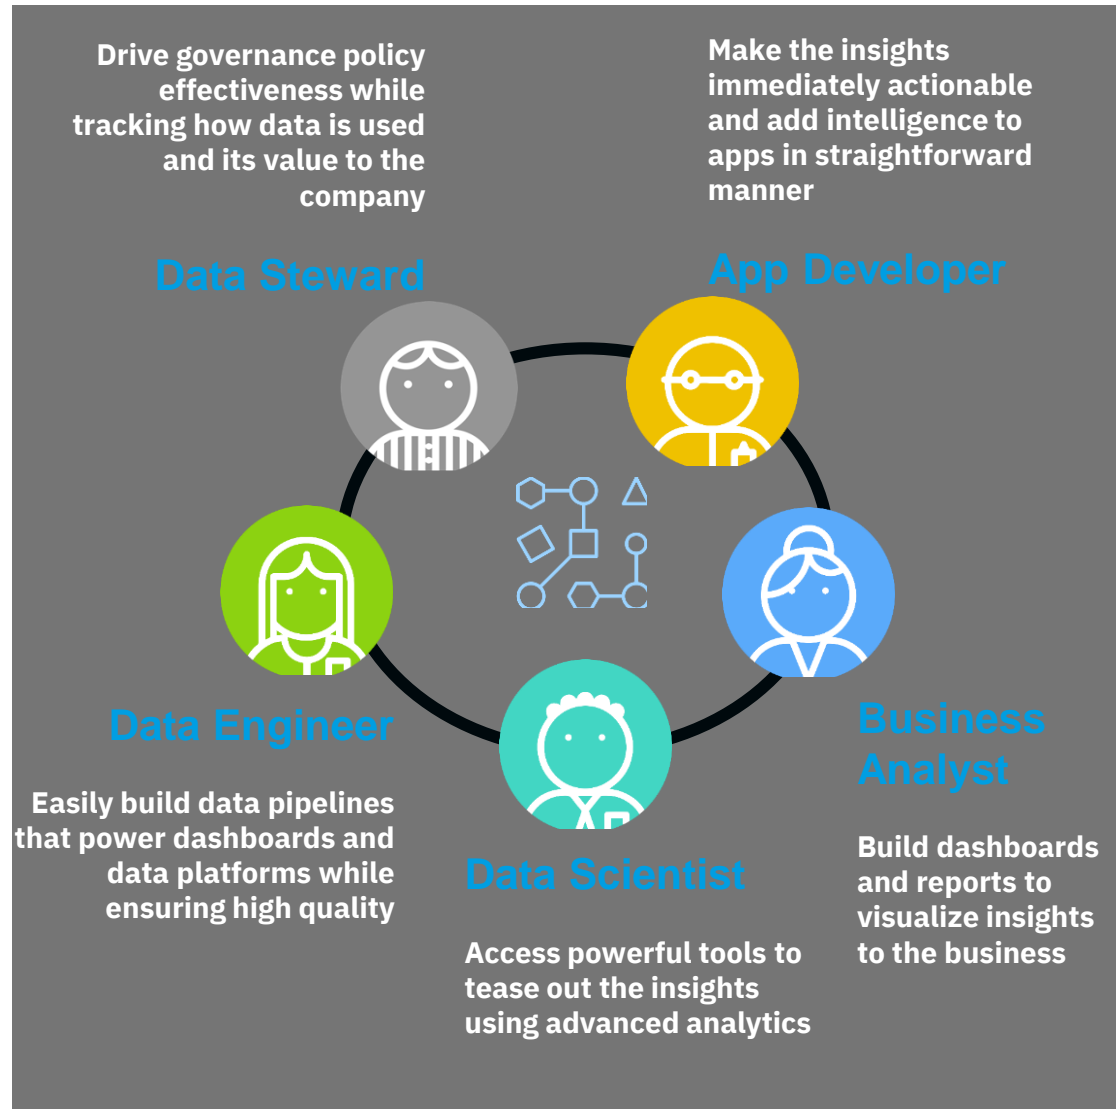 Drive governance policy
effectiveness while
tracking how data is used
and its value to the
company
Data Steward
Make the insights
immediately actionable
and add intelligence to
apps in straightforward
manner
App Developer
Data Engineer
Easily build data pipelines
that power dashboards and
data platforms while
ensuring high quality
Data Scientist
Access powerful tools to
tease out the insights
using advanced analytics
Business
Analyst
Build dashboards
and reports to
visualize insights
to the business